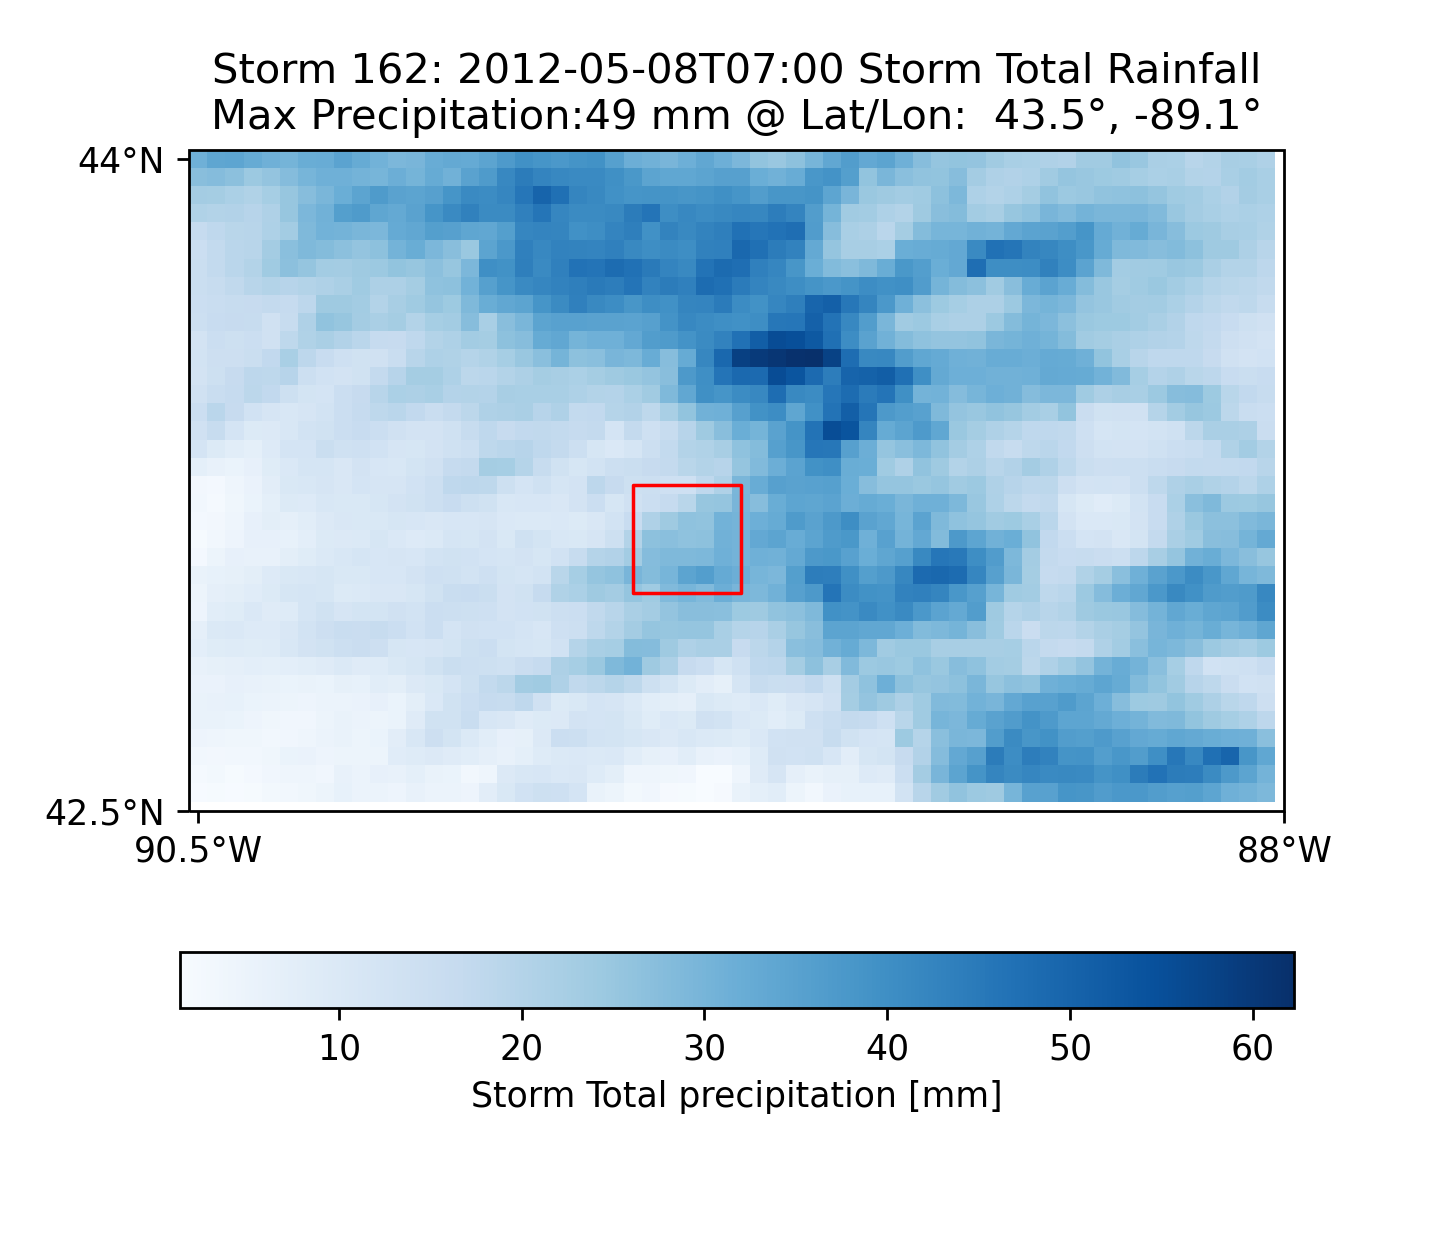 Storm 162: 2012-05-08T07:00 Storm Total Rainfall
Max Precipitation:49 mm @ Lat/Lon:  43.5°, -89.1°
44°N
42.5°N
90.5°W 88°W
10 20 30 40 50 60
Storm Total precipitation [mm]